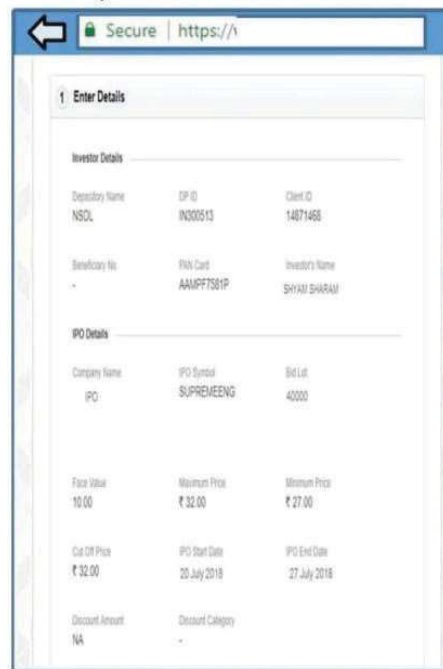 Secure | https://
1 Enter Details
Investor Details
Depository Name DP ID Client ID
NSDL IN300513 14871468
Beneficiary No PAN Card Investor's Name
- AAMPF7581P SHYAM SHARAM
IPO Details
Company Name IPO Symbol Bid Lot
IPO SUPREMEENG 40000
Face Value Maximum Price Minimum Price
10.00 ₹ 32.00 ₹ 27.00
Cut Off Price IPO Start Date IPO End Date
₹ 32.00 20 July 2018 27 July 2018
Discount Amount Discount Category
NA -